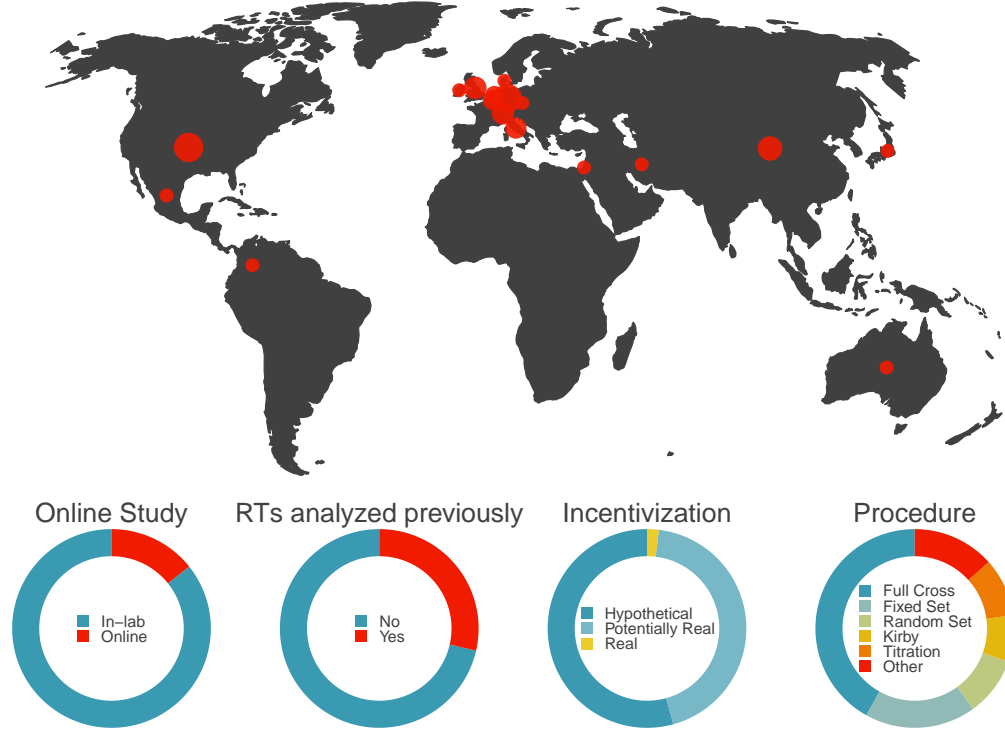 Online Study
RTs analyzed previously
Incentivization
Procedure
In−lab
Online
No
Yes
Hypothetical
Potentially Real
Real
Full Cross
Fixed Set
Random Set
Kirby
Titration
Other